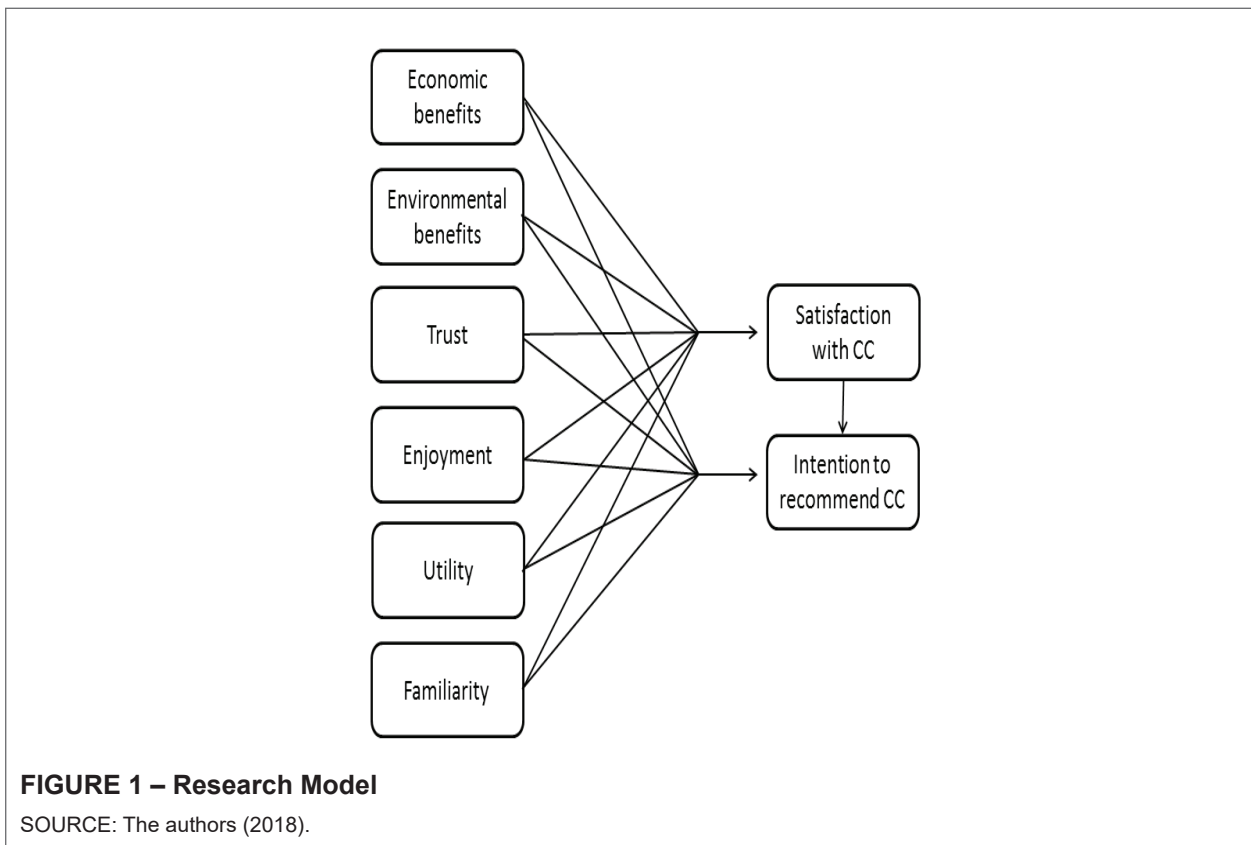 Economic
benefits
Environmental
benefits
Trust
Enjoyment
Utility
Familiarity
Satisfaction
with CC
Intention to
recommend CC
FIGURE 1 – Research Model
SOURCE: The authors (2018).